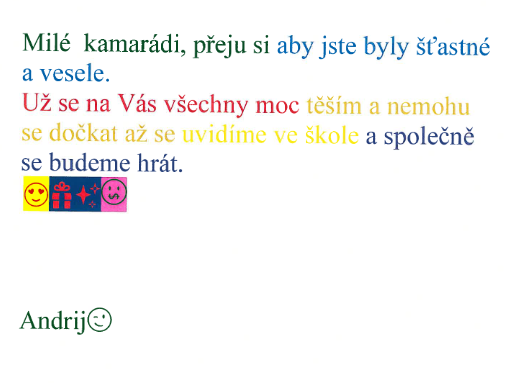 Milé kamarádi, přeju si aby jste byly šťastné
a vesele.
Už se na Vás všechny moc těším a nemohu
se dočkat až se uvidíme ve škole a společně
se budeme hrát.
Andrij